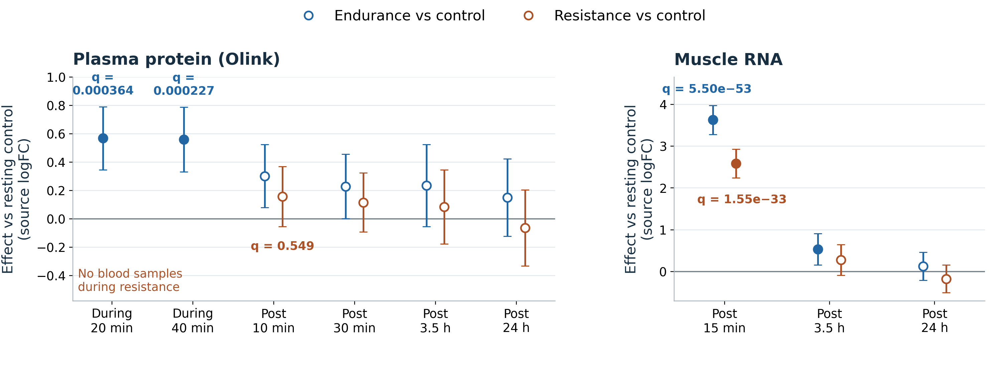 Endurance vs control
Resistance vs control
Plasma protein (Olink)
Effect vs resting control
(source logFC)
1.0
0.8
0.6
0.4
0.2
0.0
−0.2
−0.4
q =
0.000364
q =
0.000227
q = 0.549
No blood samples
during resistance
During
20 min
During
40 min
Post
10 min
Post
30 min
Post
3.5 h
Post
24 h
Muscle RNA
Effect vs resting control
(source logFC)
4
3
2
1
0
q = 5.50e−53
q = 1.55e−33
Post
15 min
Post
3.5 h
Post
24 h